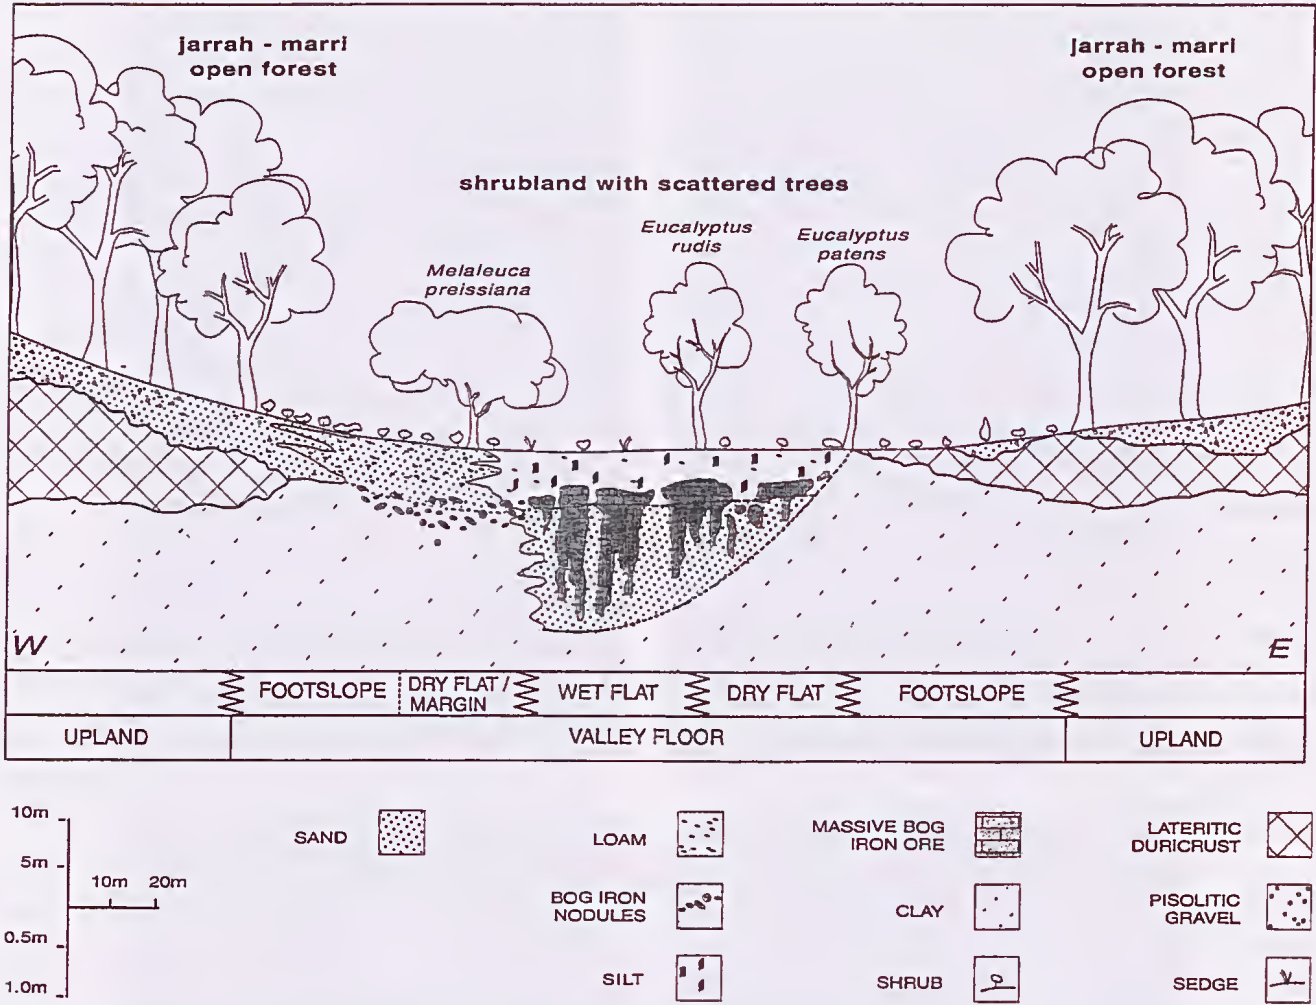 jarrah - marri
open forest
jarrah - marri
open forest
shrubland with scattered trees
Eucalyptus
rudis
Eucalyptus
patens
Melaleuca
preissiana
W
E
FOOTSLOPE
DRY FLAT /
MARGIN
WET FLAT
DRY FLAT
FOOTSLOPE
UPLAND
VALLEY FLOOR
UPLAND
10m
5m
10m 20m
0.5m
1.0m
SAND
LOAM
BOG IRON
NODULES
SILT
MASSIVE BOG
IRON ORE
CLAY
SHRUB
LATERITIC
DURICRUST
PISOLITIC
GRAVEL
SEDGE